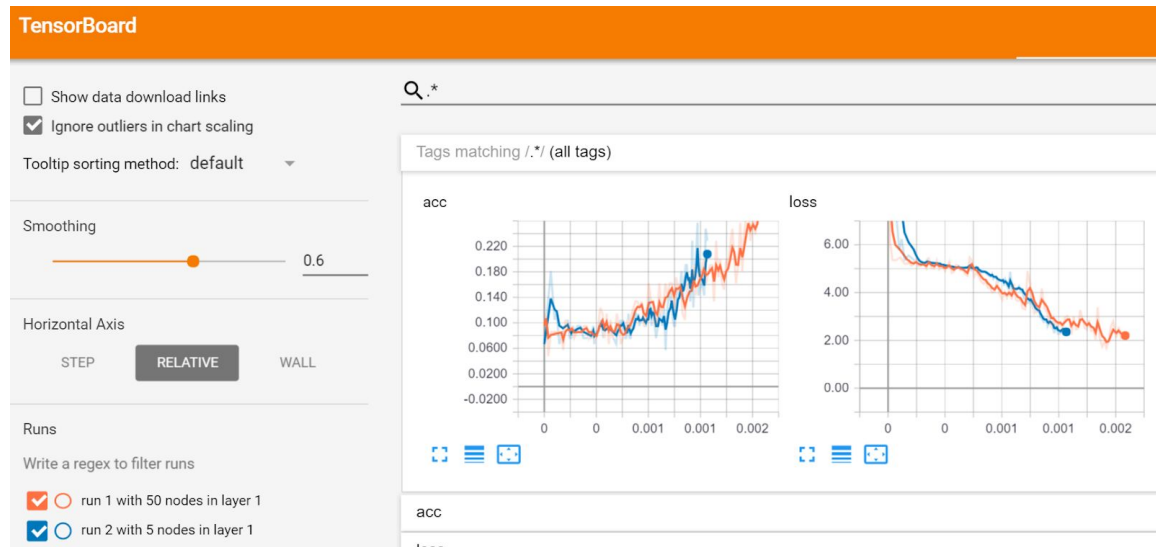 TensorBoard
Show data download links
Ignore outliers in chart scaling
Tooltip sorting method: default
Smoothing
0.6
Horizontal Axis
STEP RELATIVE WALL
Runs
Write a regex to filter runs
run 1 with 50 nodes in layer 1
run 2 with 5 nodes in layer 1
.*
Tags matching /.*/ (all tags)
acc
0.220
0.180
0.140
0.100
0.0600
0.0200
-0.0200
0 0 0.001 0.001 0.002
loss
6.00
4.00
2.00
0.00
0 0 0.001 0.001 0.002
acc